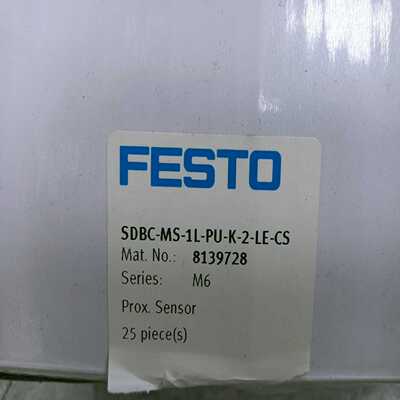 FESTO
SDBC-MS-1L-PU-K-2-LE-CS
Mat. No.: 8139728
Series: M6
Prox. Sensor
25 piece(s)